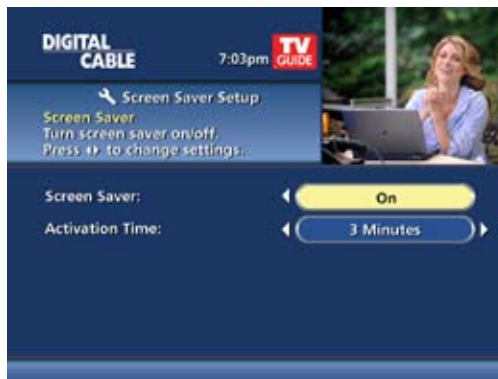 DIGITAL
CABLE
7:03pm
TV
GUIDE
Screen Saver Setup
Screen Saver
Turn screen saver on/off.
Press ◀▶ to change settings.
Screen Saver: On
Activation Time: 3 Minutes